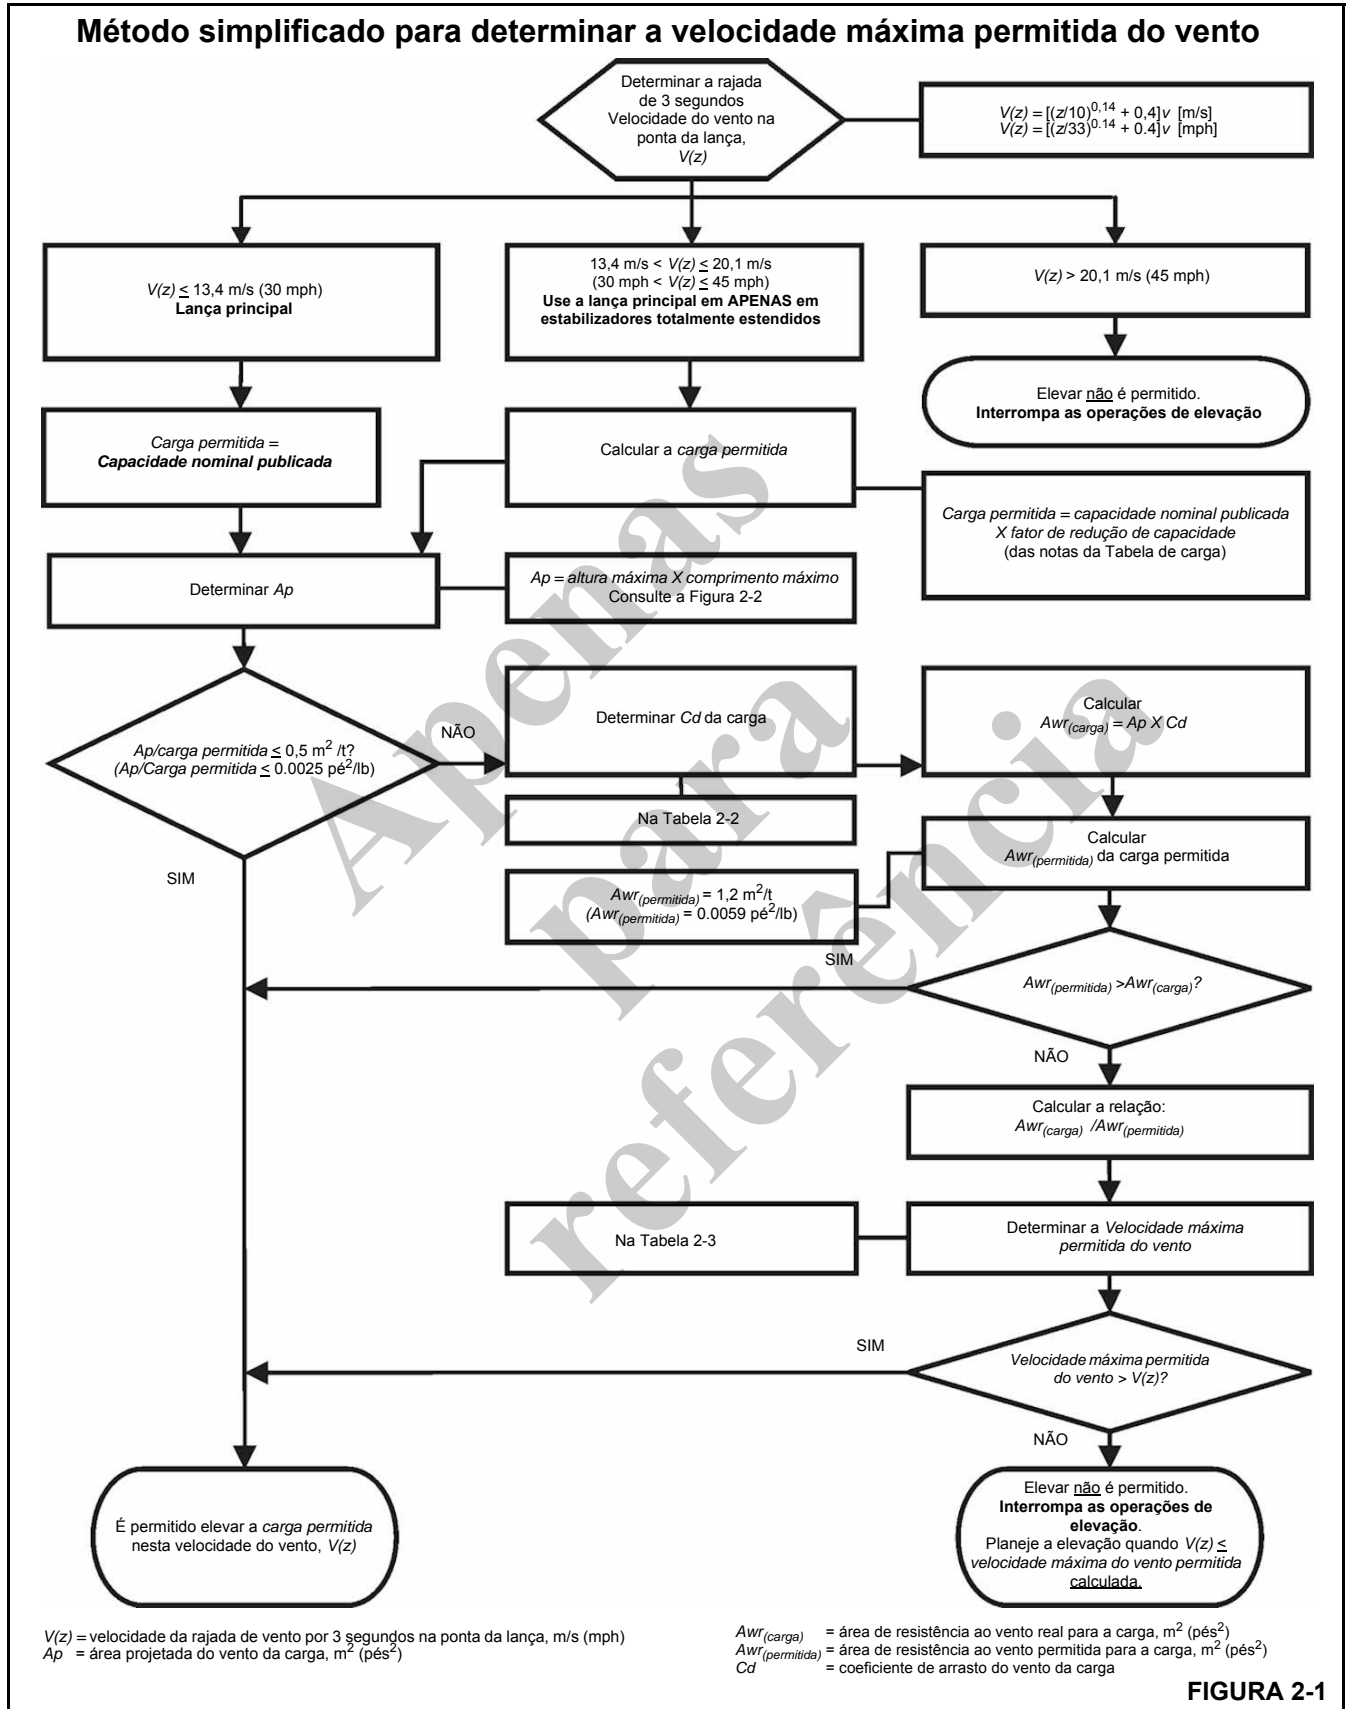 Método simplificado para determinar a velocidade máxima permitida do vento
Determinar a rajada
de 3 segundos
Velocidade do vento na
ponta da lança,
V(z)
V(z) = [(z/10)^0,14 + 0,4]v [m/s]
V(z) = [(z/33)^0.14 + 0.4]v [mph]
V(z) ≤ 13,4 m/s (30 mph)
Lança principal
13,4 m/s < V(z) ≤ 20,1 m/s
(30 mph < V(z) ≤ 45 mph)
Use a lança principal em APENAS em
estabilizadores totalmente estendidos
V(z) > 20,1 m/s (45 mph)
Elevar não é permitido.
Interrompa as operações de elevação
Carga permitida =
Capacidade nominal publicada
Calcular a carga permitida
Carga permitida = capacidade nominal publicada
X fator de redução de capacidade
(das notas da Tabela de carga)
Determinar Ap
Ap = altura máxima X comprimento máximo
Consulte a Figura 2-2
Ap/carga permitida ≤ 0,5 m² /t?
(Ap/Carga permitida ≤ 0.0025 pé²/lb)
NÃO
SIM
Determinar Cd da carga
Na Tabela 2-2
Calcular
Awr(carga) = Ap X Cd
Calcular
Awr(permitida) da carga permitida
Awr(permitida) = 1,2 m²/t
(Awr(permitida) = 0.0059 pé²/lb)
SIM
Awr(permitida) >Awr(carga)?
NÃO
Calcular a relação:
Awr(carga) /Awr(permitida)
Na Tabela 2-3
Determinar a Velocidade máxima
permitida do vento
SIM
Velocidade máxima permitida
do vento > V(z)?
NÃO
É permitido elevar a carga permitida
nesta velocidade do vento, V(z)
Elevar não é permitido.
Interrompa as operações de
elevação.
Planeje a elevação quando V(z) ≤
velocidade máxima do vento permitida
calculada.
V(z) = velocidade da rajada de vento por 3 segundos na ponta da lança, m/s (mph)
Ap = área projetada do vento da carga, m² (pés²)
Awr(carga) = área de resistência ao vento real para a carga, m² (pés²)
Awr(permitida) = área de resistência ao vento permitida para a carga, m² (pés²)
Cd = coeficiente de arrasto do vento da carga
FIGURA 2-1
Apenas
para
referência